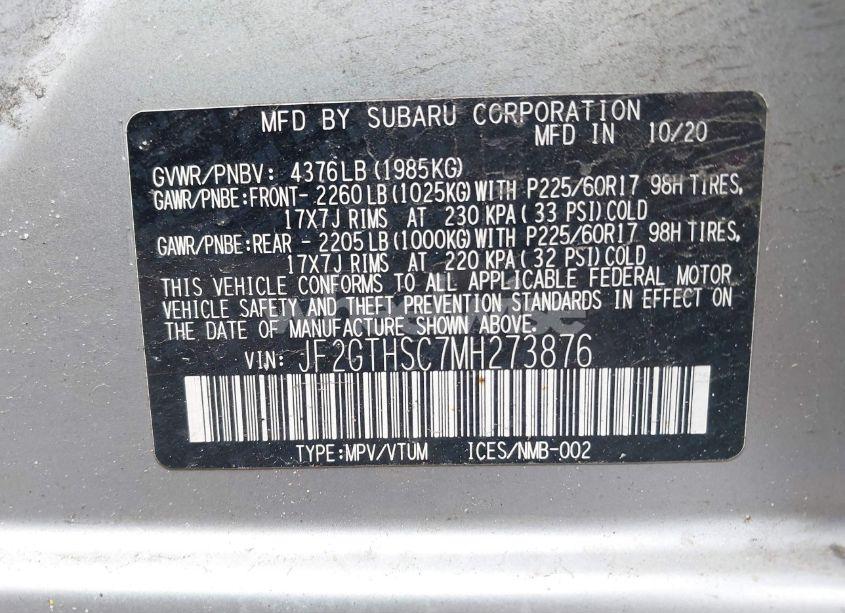 MFD BY SUBARU CORPORATION
MFD IN 10/20
GVWR/PNBV: 4376LB(1985KG)
GAWR/PNBE:FRONT- 2260LB(1025KG)WITH P225/60R17 98H TIRES,
17X7J RIMS AT 230 KPA(33 PSI)COLD
GAWR/PNBE:REAR - 2205LB(1000KG)WITH P225/60R17 98H TIRES,
17X7J RIMS AT 220 KPA(32 PSI)COLD
THIS VEHICLE CONFORMS TO ALL APPLICABLE FEDERAL MOTOR
VEHICLE SAFETY AND THEFT PREVENTION STANDARDS IN EFFECT ON
THE DATE OF MANUFACTURE SHOWN ABOVE.
VIN: JF2GTHSC7MH273876
TYPE:MPV/VTUM ICES/NMB-002